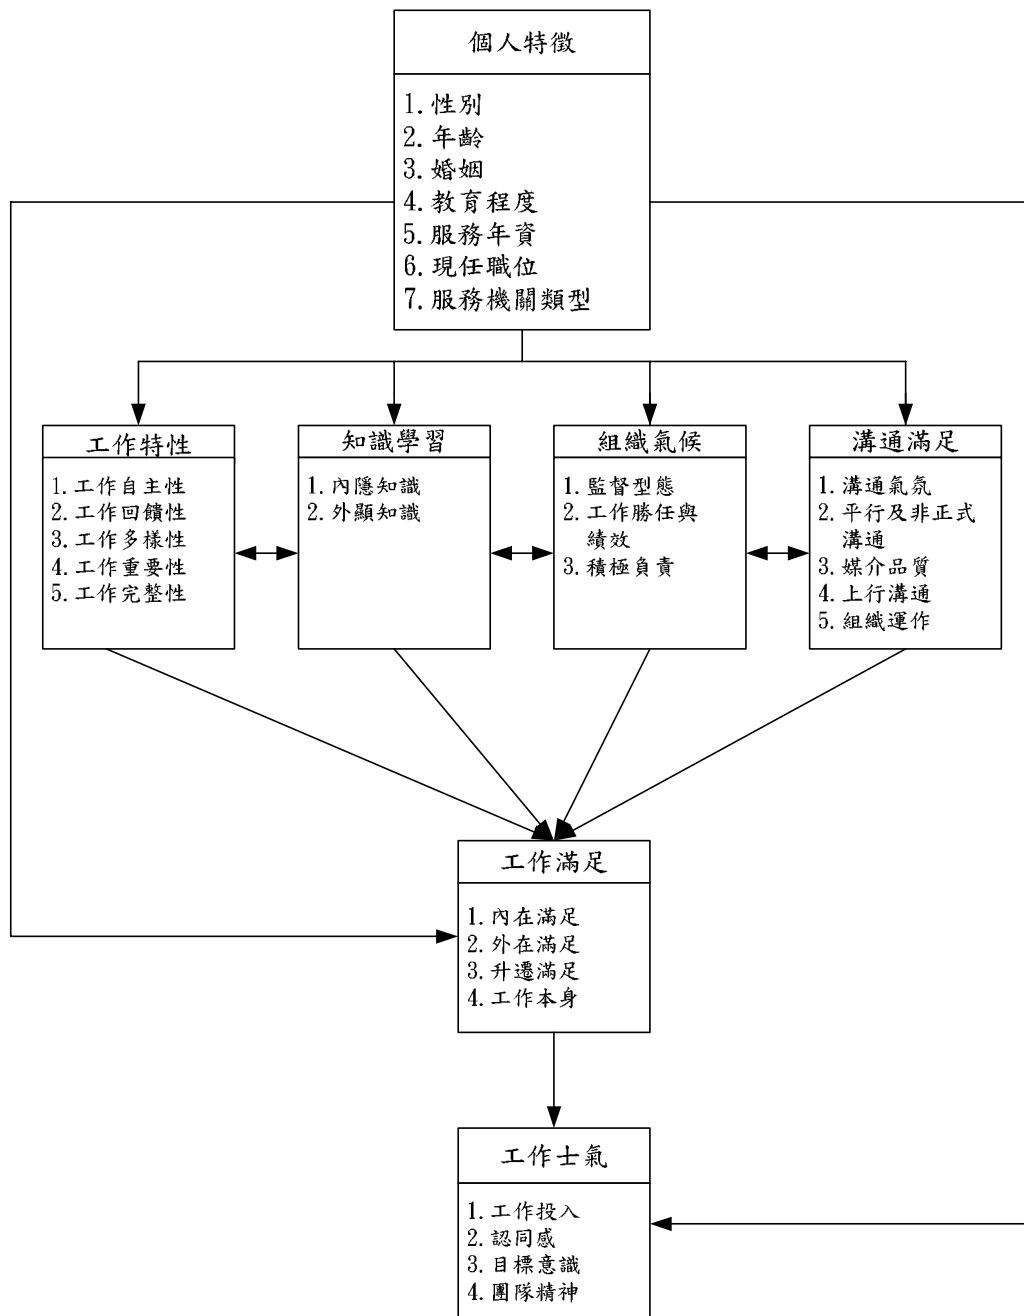 個人特徵
1. 性別
2. 年齡
3. 婚姻
4. 教育程度
5. 服務年資
6. 現任職位
7. 服務機關類型
工作特性
1. 工作自主性
2. 工作回饋性
3. 工作多樣性
4. 工作重要性
5. 工作完整性
知識學習
1. 內隱知識
2. 外顯知識
組織氣候
1. 監督型態
2. 工作勝任與
績效
3. 積極負責
溝通滿足
1. 溝通氣氛
2. 平行及非正式
溝通
3. 媒介品質
4. 上行溝通
5. 組織運作
工作滿足
1. 內在滿足
2. 外在滿足
3. 升遷滿足
4. 工作本身
工作士氣
1. 工作投入
2. 認同感
3. 目標意識
4. 團隊精神